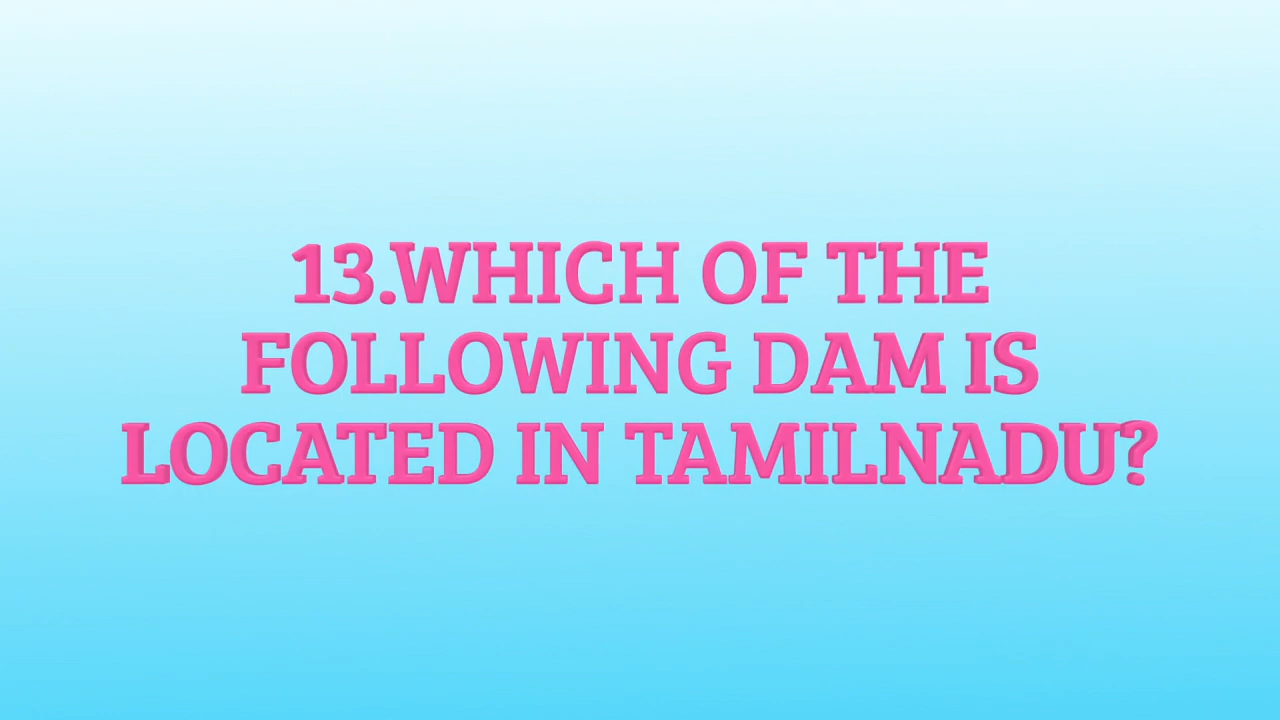 13.WHICH OF THE
FOLLOWING DAM IS
LOCATED IN TAMILNADU?